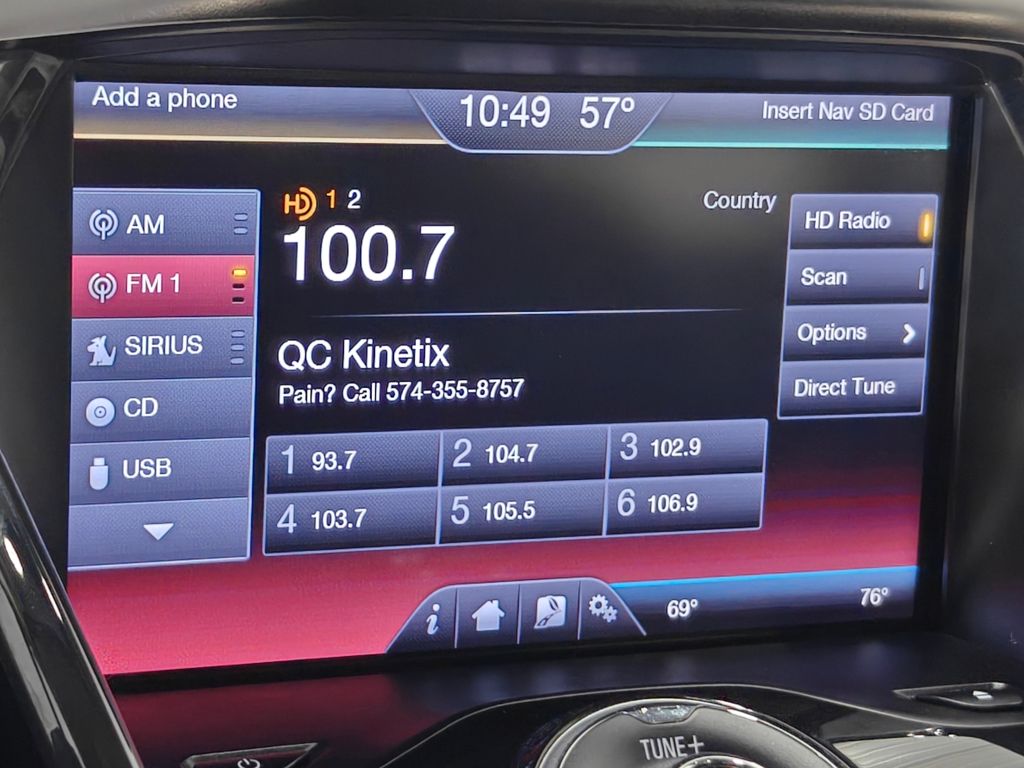 Add a phone
10:49 57°
Insert Nav SD Card
AM
FM 1
SIRIUS
CD
USB
HD 1 2
100.7
Country
QC Kinetix
Pain? Call 574-355-8757
1 93.7
2 104.7
3 102.9
4 103.7
5 105.5
6 106.9
HD Radio
Scan
Options
Direct Tune
i
69°
76°
TUNE+